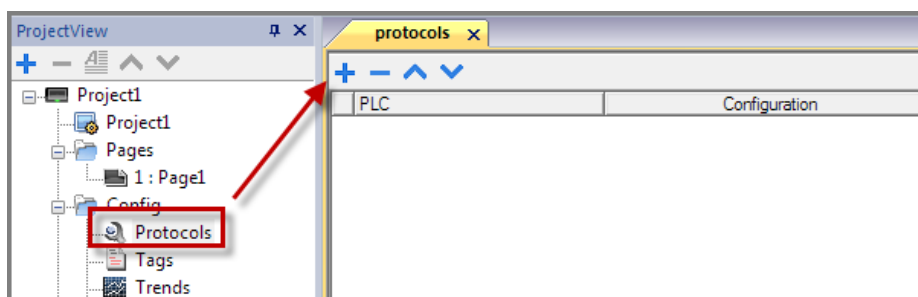 ProjectView
protocols
Project1
PLC Configuration
Project1
Pages
1 : Page1
Config
Protocols
Tags
Trends